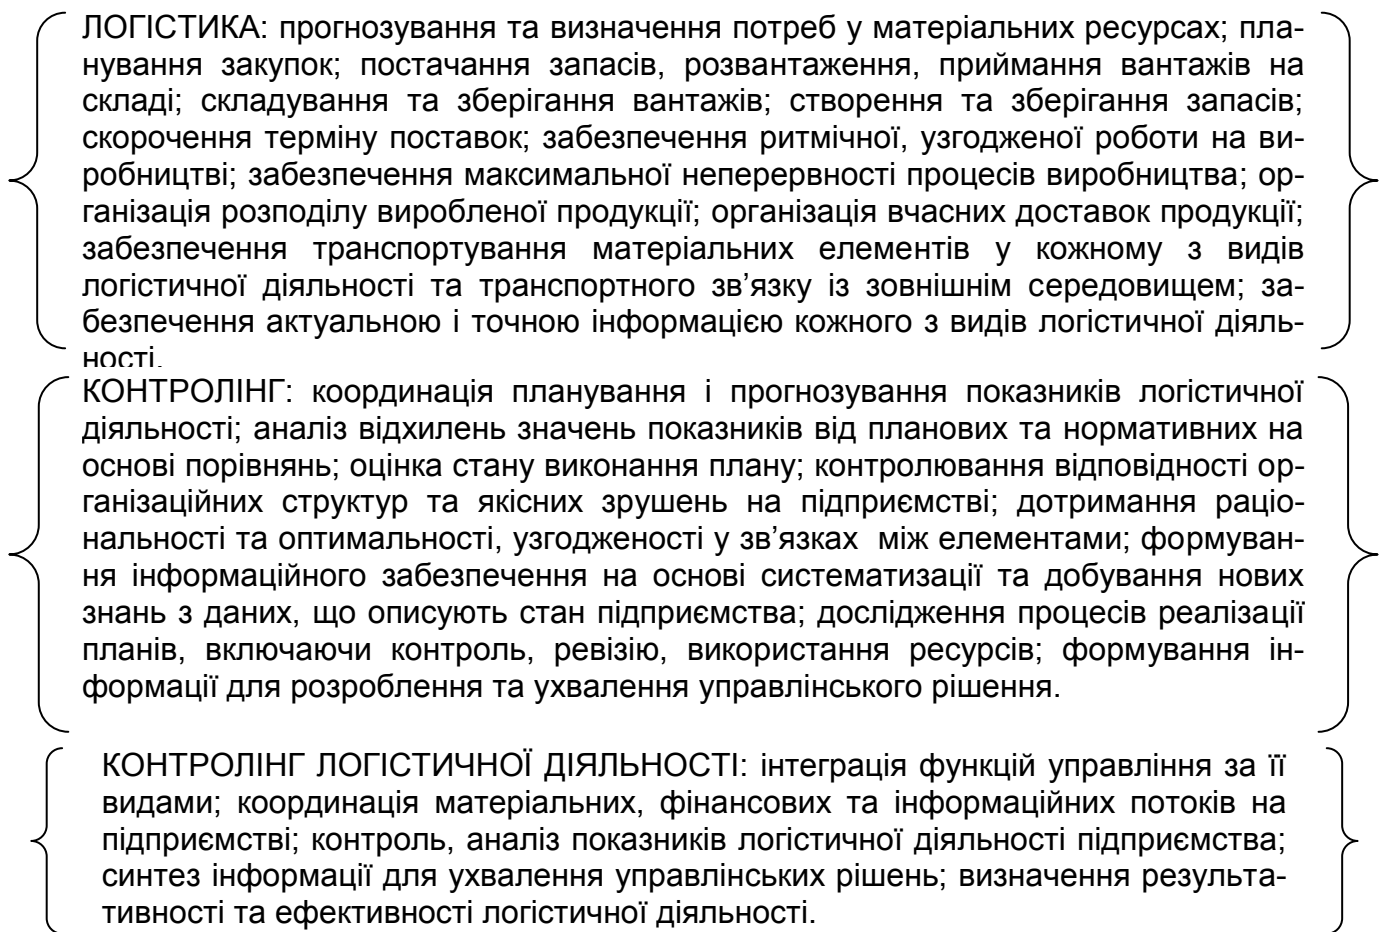 ЛОГІСТИКА: прогнозування та визначення потреб у матеріальних ресурсах; пла-
нування закупок; постачання запасів, розвантаження, приймання вантажів на
складі; складування та зберігання вантажів; створення та зберігання запасів;
скорочення терміну поставок; забезпечення ритмічної, узгодженої роботи на ви-
робництві; забезпечення максимальної неперервності процесів виробництва; ор-
ганізація розподілу виробленої продукції; організація вчасних доставок продукції;
забезпечення транспортування матеріальних елементів у кожному з видів
логістичної діяльності та транспортного зв’язку із зовнішнім середовищем; за-
безпечення актуальною і точною інформацією кожного з видів логістичної діяль-
ності.
КОНТРОЛІНГ: координація планування і прогнозування показників логістичної
діяльності; аналіз відхилень значень показників від планових та нормативних на
основі порівнянь; оцінка стану виконання плану; контролювання відповідності ор-
ганізаційних структур та якісних зрушень на підприємстві; дотримання раціо-
нальності та оптимальності, узгодженості у зв’язках між елементами; формуван-
ня інформаційного забезпечення на основі систематизації та добування нових
знань з даних, що описують стан підприємства; дослідження процесів реалізації
планів, включаючи контроль, ревізію, використання ресурсів; формування ін-
формації для розроблення та ухвалення управлінського рішення.
КОНТРОЛІНГ ЛОГІСТИЧНОЇ ДІЯЛЬНОСТІ: інтеграція функцій управління за її
видами; координація матеріальних, фінансових та інформаційних потоків на
підприємстві; контроль, аналіз показників логістичної діяльності підприємства;
синтез інформації для ухвалення управлінських рішень; визначення результа-
тивності та ефективності логістичної діяльності.